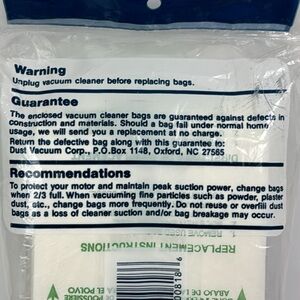 Warning
Unplug vacuum cleaner before replacing bags.
Guarantee
The enclosed vacuum cleaner bags are guaranteed against defects in
construction and materials. Should a bag fail under normal home
usage, we will send you a replacement at no charge.
Return the defective bag along with this guarantee to:
Dust Vacuum Corp., P.O.Box 1148, Oxford, NC 27565
Recommendations
To protect your motor and maintain peak suction power, change bags
when 2/3 full. When vacuuming fine particles such as powder, plaster
dust, etc., change bags more frequently. Do not reuse or overfill dust
bags as a loss of cleaner suction and/or bag breakage may occur.
REPLACEMENT INSTRUCTIONS